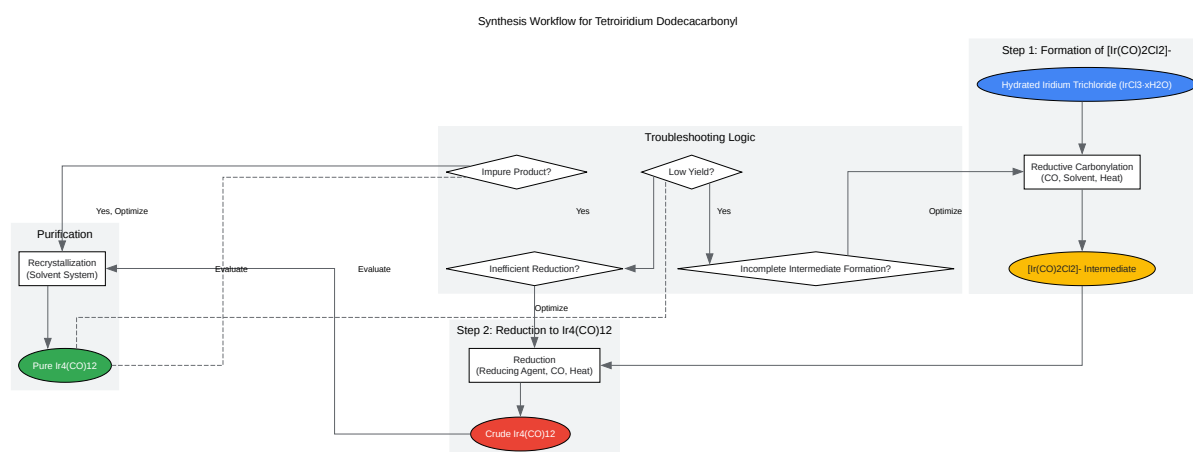 Synthesis Workflow for Tetroiridium Dodecacarbonyl
Step 1: Formation of [Ir(CO)2Cl2]-
Hydrated Iridium Trichloride (IrCl3·xH2O)
Troubleshooting Logic
Impure Product?
Low Yield?
Reductive Carbonylation
(CO, Solvent, Heat)
Yes, Optimize
Yes
Yes
Optimize
Purification
Recrystallization
(Solvent System)
Evaluate
Evaluate
Inefficient Reduction?
Incomplete Intermediate Formation?
[Ir(CO)2Cl2]- Intermediate
Optimize
Step 2: Reduction to Ir4(CO)12
Pure Ir4(CO)12
Reduction
(Reducing Agent, CO, Heat)
Crude Ir4(CO)12